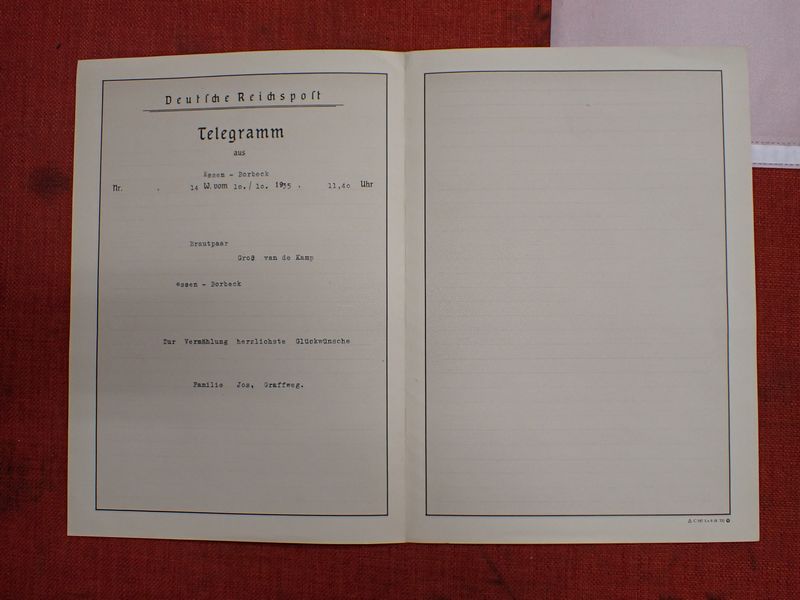 Deutsche Reichspost
Telegramm
aus
Essen - Borbeck
Nr. . 14 W. vom 10./10. 1935 . 11,40 Uhr
Brautpaar
Groß van de Kamp
essen - Borbeck
Zur Vermählung herzlichste Glückwünsche
Familie Jos, Graffweg.